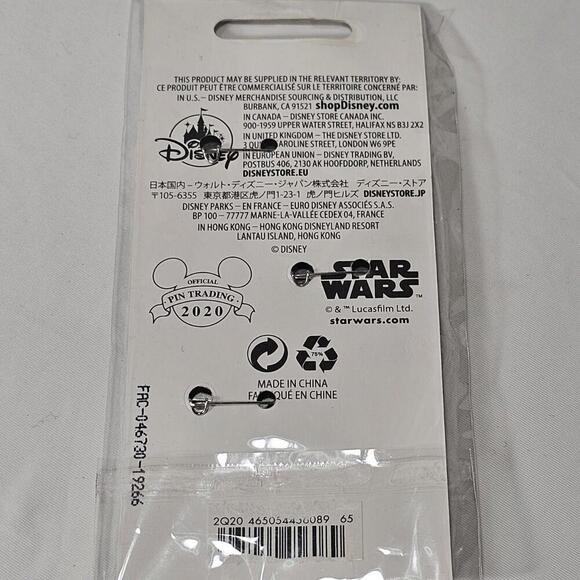 THIS PRODUCT MAY BE SUPPLIED IN THE RELEVANT TERRITORY BY:
CE PRODUIT PEUT ÊTRE COMMERCIALISÉ SUR LE TERRITOIRE CONCERNÉ PAR:
IN U.S. – DISNEY MERCHANDISE SOURCING & DISTRIBUTION, LLC
BURBANK, CA 91521 shopDisney.com
IN CANADA – DISNEY STORE CANADA INC.
900-1959 UPPER WATER STREET, HALIFAX NS B3J 2X2
IN UNITED KINGDOM – THE DISNEY STORE LTD.
3 QU CAROLINE STREET, LONDON W6 9PE
IN EUROPEAN UNION – DISNEY TRADING BV,
POSTBUS 406, 2130 AK HOOFDDORP, NETHERLANDS
DISNEYSTORE.EU
Disney
日本国内 – ウォルト・ディズニー・ジャパン株式会社 ディズニー・ストア
〒105-6355 東京都港区虎ノ門1-23-1 虎ノ門ヒルズ DISNEYSTORE.JP
DISNEY PARKS - EN FRANCE - EURO DISNEY ASSOCIÉS S.A.S.
BP 100 – 77777 MARNE-LA-VALLÉE CEDEX 04, FRANCE
IN HONG KONG – HONG KONG DISNEYLAND RESORT
LANTAU ISLAND, HONG KONG
© DISNEY
OFFICIAL
PIN TRADING
2020
STAR
WARS™
© & ™ Lucasfilm Ltd.
starwars.com
75%
MADE IN CHINA
FABRIQUÉ EN CHINE
FAC-046730-19266
2Q20 465054456089 65